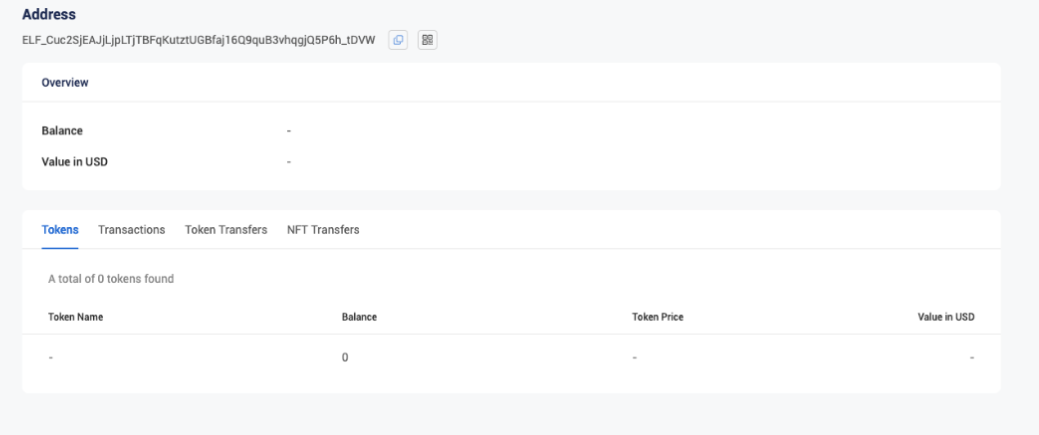 Address
ELF_Cuc2SjEAJjLjpLTjTBFqKutztUGBfaj16Q9quB3vhqgjQ5P6h_tDVW
Overview
Balance -
Value in USD -
Tokens Transactions Token Transfers NFT Transfers
A total of 0 tokens found
Token Name Balance Token Price Value in USD
- 0 - -